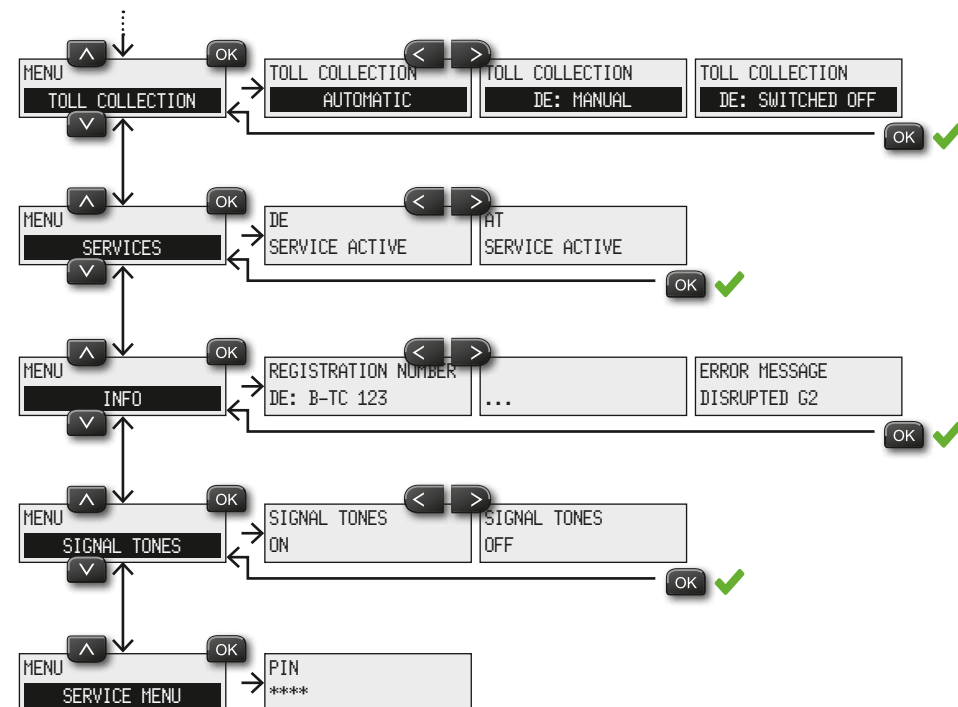 OK
MENU
TOLL COLLECTION
TOLL COLLECTION
AUTOMATIC
TOLL COLLECTION
DE: MANUAL
TOLL COLLECTION
DE: SWITCHED OFF
OK
OK
MENU
SERVICES
DE
SERVICE ACTIVE
AT
SERVICE ACTIVE
OK
OK
MENU
INFO
REGISTRATION NUMBER
DE: B-TC 123
...
ERROR MESSAGE
DISRUPTED G2
OK
OK
MENU
SIGNAL TONES
SIGNAL TONES
ON
SIGNAL TONES
OFF
OK
OK
MENU
SERVICE MENU
PIN
****